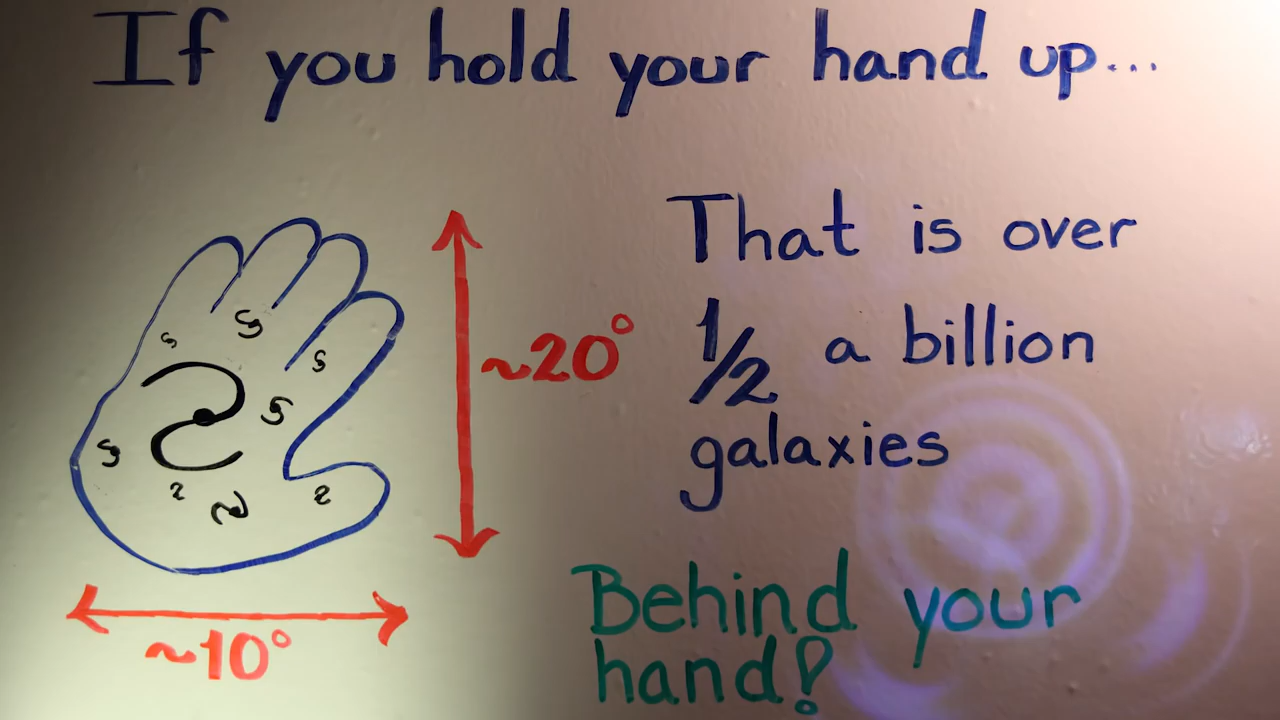 If you hold your hand up...
That is over
1/2 a billion
galaxies
~20°
~10°
Behind your
hand!